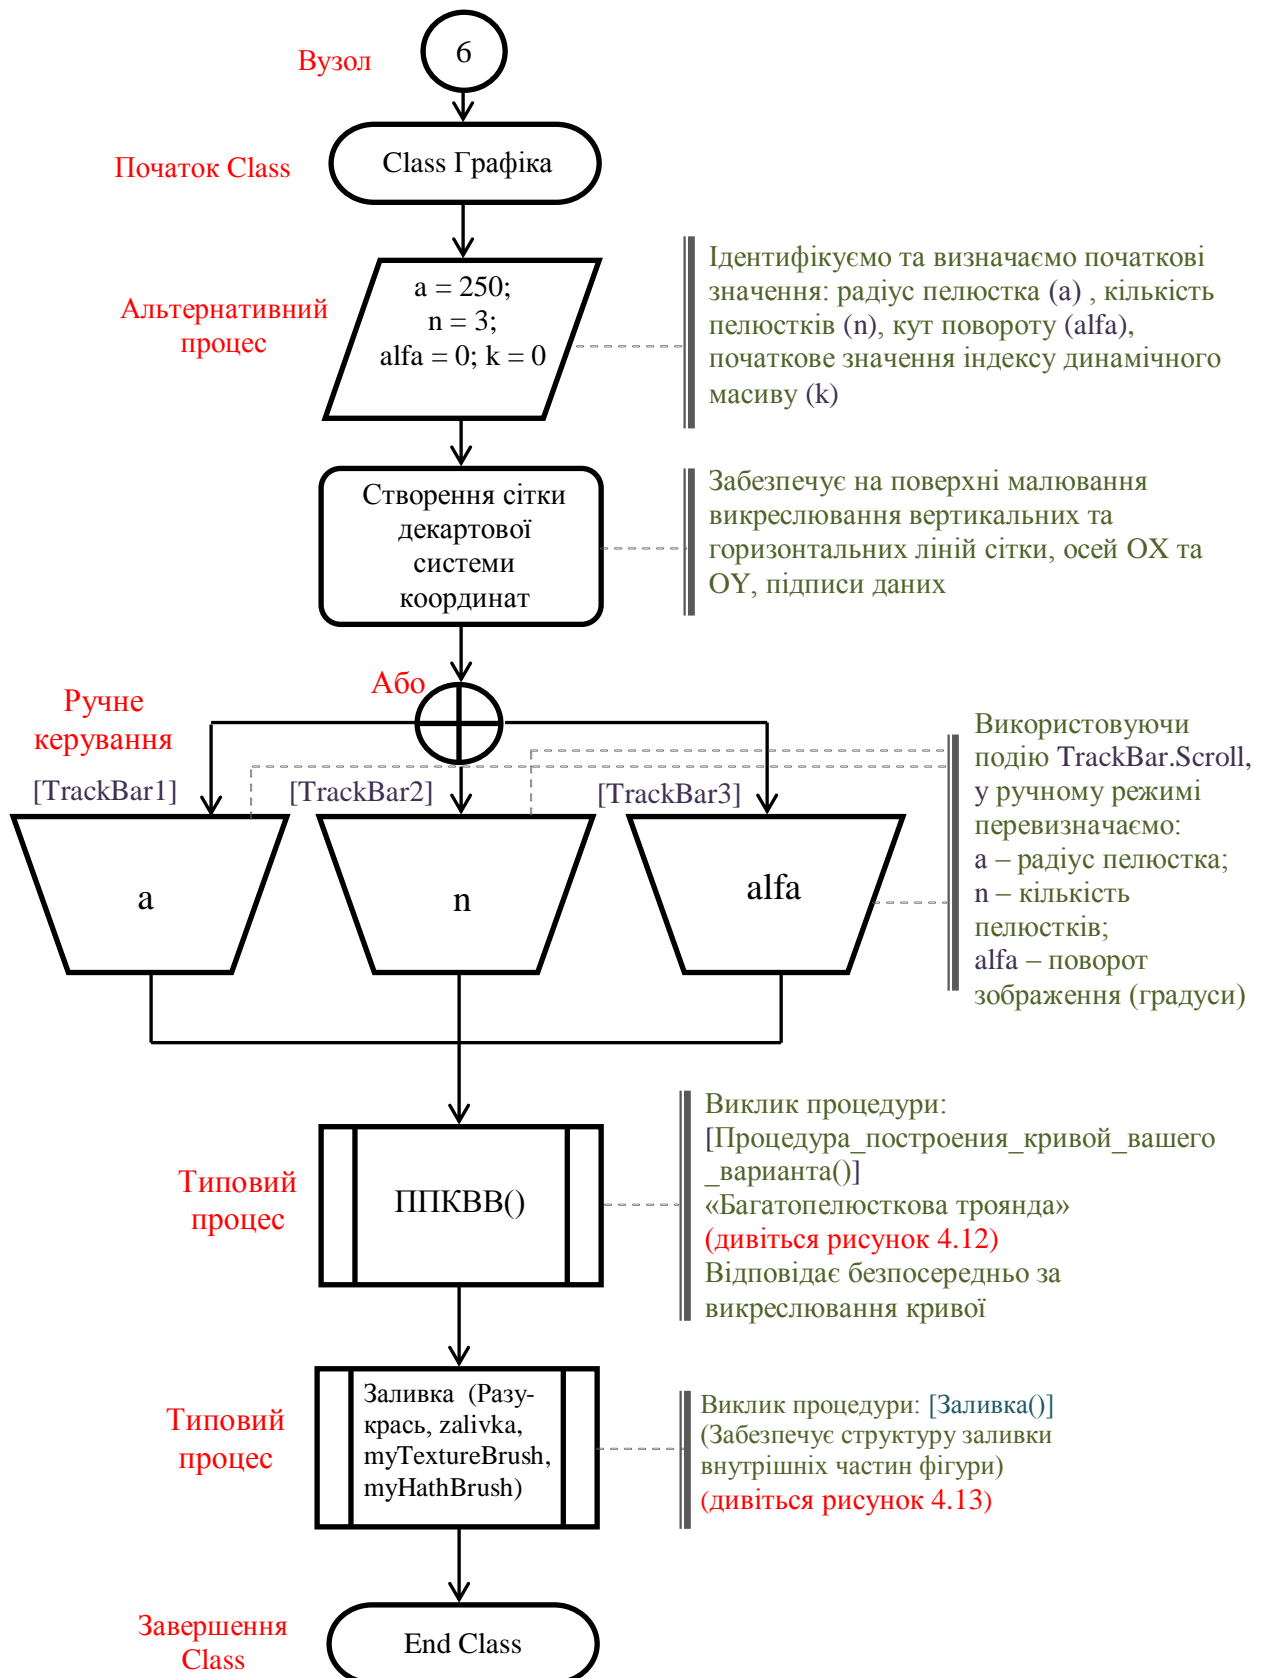 6
Вузол
Початок Class
Class Графіка
Альтернативний
процес
a = 250;
n = 3;
alfa = 0; k = 0
Ідентифікуємо та визначаємо початкові
значення: радіус пелюстка (a) , кількість
пелюстків (n), кут повороту (alfa),
початкове значення індексу динамічного
масиву (k)
Створення сітки
декартової
системи
координат
Забезпечує на поверхні малювання
викреслювання вертикальних та
горизонтальних ліній сітки, осей OX та
OY, підписи даних
Або
Ручне
керування
[TrackBar1]
[TrackBar2]
[TrackBar3]
a
n
alfa
Використовуючи
подію TrackBar.Scroll,
у ручному режимі
перевизначаємо:
a – радіус пелюстка;
n – кількість
пелюстків;
alfa – поворот
зображення (градуси)
Типовий
процес
ППКВВ()
Виклик процедури:
[Процедура_построения_кривой_вашего
_варианта()]
«Багатопелюсткова троянда»
(дивіться рисунок 4.12)
Відповідає безпосередньо за
викреслювання кривої
Типовий
процес
Заливка (Разу-
крась, zalivka,
myTextureBrush,
myHathBrush)
Виклик процедури: [Заливка()]
(Забезпечує структуру заливки
внутрішніх частин фігури)
(дивіться рисунок 4.13)
Завершення
Class
End Class